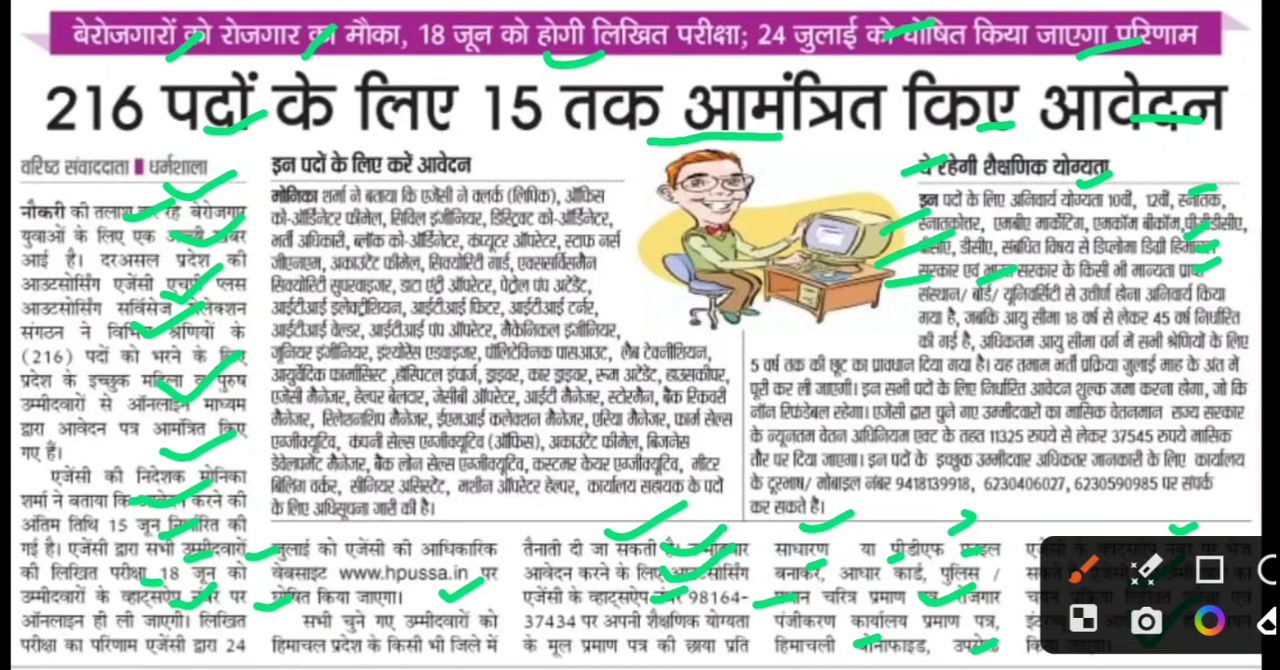 बेरोजगारों को रोजगार का मौका, 18 जून को होगी लिखित परीक्षा; 24 जुलाई को घोषित किया जाएगा परिणाम
216 पदों के लिए 15 तक आमंत्रित किए आवेदन
वरिष्ठ संवाददाता धर्मशाला
नौकरी की तलाश कर रहे बेरोजगार
युवाओं के लिए एक अच्छी खबर
आई है। दरअसल प्रदेश की
आउटसोर्सिंग एजेंसी एचपी प्लस
आउटसोर्सिंग सर्विसेज सेलेक्शन
संगठन ने विभिन्न श्रेणियों के
(216) पदों को भरने के लिए
प्रदेश के इच्छुक महिला व पुरुष
उम्मीदवारों से ऑनलाइन माध्यम
द्वारा आवेदन पत्र आमंत्रित किए
गए हैं।
एजेंसी की निदेशक मोनिका
शर्मा ने बताया कि आवेदन करने की
अंतिम तिथि 15 जून निर्धारित की
गई है। एजेंसी द्वारा सभी उम्मीदवारों
की लिखित परीक्षा 18 जून को
उम्मीदवारों के व्हाट्सऐप नंबर पर
ऑनलाइन ही ली जाएगी। लिखित
परीक्षा का परिणाम एजेंसी द्वारा 24
इन पदों के लिए करें आवेदन
मोनिका शर्मा ने बताया कि एजेंसी ने क्लर्क (लिपिक), ऑफिस
को-ऑर्डिनेटर फीमेल, सिविल इंजीनियर, डिस्ट्रिक्ट को-ऑर्डिनेटर,
भर्ती अधिकारी, ब्लॉक को ऑर्डिनेटर, कंप्यूटर ऑपरेटर, स्टाफ नर्स
जीएनएम, अकाउंटेंट फीमेल, सिक्योरिटी गार्ड, एक्ससर्विसमैन
सिक्योरिटी सुपरवाइजर, डाटा एंट्री ऑपरेटर, पेट्रोल पंप अटेंडेंट,
आईटीआई इलेक्ट्रीशियन, आईटीआई फिटर, आईटीआई टर्नर,
आईटीआई वेल्डर, आईटीआई पंप ऑपरेटर, मैकेनिकल इंजीनियर,
जूनियर इंजीनियर, इंश्योरेंस एडवाइजर, पॉलिटेक्निक पासआउट, लैब टेक्नीशियन,
आयुर्वेदिक फार्मासिस्ट ,हॉस्पिटल इंचार्ज, ड्राइवर, कार ड्राइवर, रूम अटेंडेंट, हाउसकीपर,
एजेंसी मैनेजर, हेल्पर बेलदार, जेसीबी ऑपरेटर, आईटी मैनेजर, स्टोरमैन, बैंक रिकवरी
मैनेजर, रिलेशनशिप मैनेजर, ईएमआई कलेक्शन मैनेजर, एरिया मैनेजर, फार्म सेल्स
एग्जीक्यूटिव, कंपनी सेल्स एग्जीक्यूटिव (ऑफिस), अकाउंटेंट फीमेल, बिजनेस
डेवेलपमेंट मैनेजर, बैंक लोन सेल्स एग्जीक्यूटिव, कस्टमर केयर एग्जीक्यूटिव, मीटर
बिलिंग वर्कर, सीनियर असिस्टेंट, मशीन ऑपरेटर हेल्पर, कार्यालय सहायक के पदों
के लिए अधिसूचना जारी की है।
ये रहेगी शैक्षणिक योग्यता
इन पदों के लिए अनिवार्य योग्यता 10वीं, 12वीं, स्नातक,
स्नातकोत्तर, एमबीए मार्केटिंग, एमकॉम बीकॉम, पीजीडीसीए,
बीसीए, डीसीए, संबंधित विषय से डिप्लोमा डिग्री हिमाचल
सरकार एवं भारत सरकार के किसी भी मान्यता प्राप्त
संस्थान/ बोर्ड/ यूनिवर्सिटी से उत्तीर्ण होना अनिवार्य किया
गया है, जबकि आयु सीमा 18 वर्ष से लेकर 45 वर्ष निर्धारित
की गई है, अधिकतम आयु सीमा वर्ग में सभी श्रेणियों के लिए
5 वर्ष तक की छूट का प्रावधान दिया गया है। यह तमाम भर्ती प्रक्रिया जुलाई माह के अंत में
पूरी कर ली जाएगी। इन सभी पदों के लिए निर्धारित आवेदन शुल्क जमा करना होगा, जो कि
नॉन रिफंडेबल रहेगा। एजेंसी द्वारा चुने गए उम्मीदवारों का मासिक वेतनमान राज्य सरकार
के न्यूनतम वेतन अधिनियम एक्ट के तहत 11325 रुपये से लेकर 37545 रुपये मासिक
तौर पर दिया जाएगा। इन पदों के इच्छुक उम्मीदवार अधिकतर जानकारी के लिए कार्यालय
के दूरभाष/ मोबाइल नंबर 9418139918, 6230406027, 6230590985 पर संपर्क
कर सकते है।
जुलाई को एजेंसी की आधिकारिक
वेबसाइट www.hpussa.in पर
घोषित किया जाएगा।
सभी चुने गए उम्मीदवारों को
हिमाचल प्रदेश के किसी भी जिले में
तैनाती दी जा सकती है। उम्मीदवार
आवेदन करने के लिए आउटसोर्सिंग
एजेंसी के व्हाट्सऐप नंबर 98164-
37434 पर अपनी शैक्षणिक योग्यता
के मूल प्रमाण पत्र की छाया प्रति
साधारण या पीडीएफ फाइल
बनाकर, आधार कार्ड, पुलिस /
प्रधान चरित्र प्रमाण पत्र, रोजगार
पंजीकरण कार्यालय प्रमाण पत्र,
हिमाचली बोनाफाइड, उपरोक्त
एजेंसी के व्हाट्सऐप नंबर पर भेज